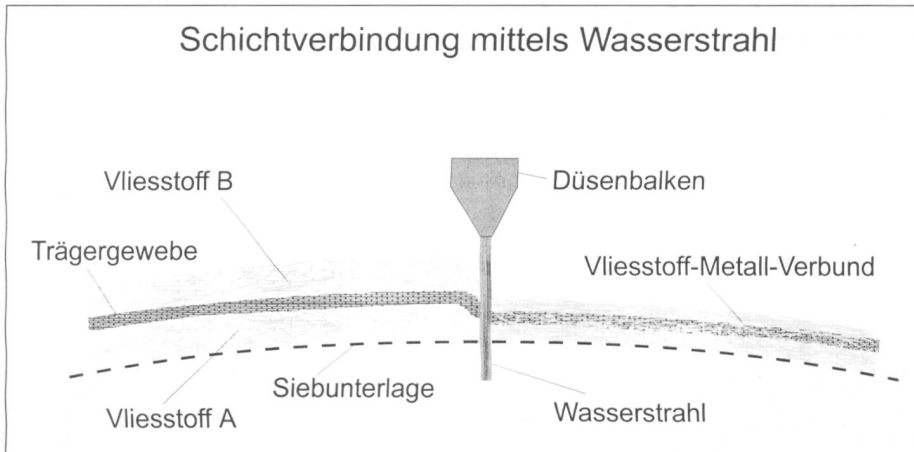 Schichtverbindung mittels Wasserstrahl
Vliesstoff B
Düsenbalken
Trägergewebe
Vliesstoff-Metall-Verbund
Siebunterlage
Vliesstoff A
Wasserstrahl